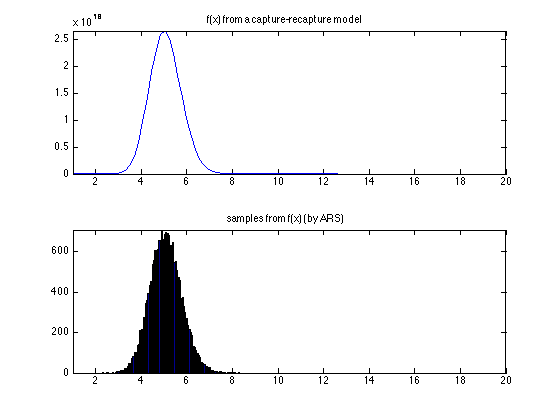 x 10^18
f(x) from a capture-recapture model
2.5
2
1.5
1
0.5
0
2 4 6 8 10 12 14 16 18 20
samples from f(x) (by ARS)
600
400
200
0
2 4 6 8 10 12 14 16 18 20